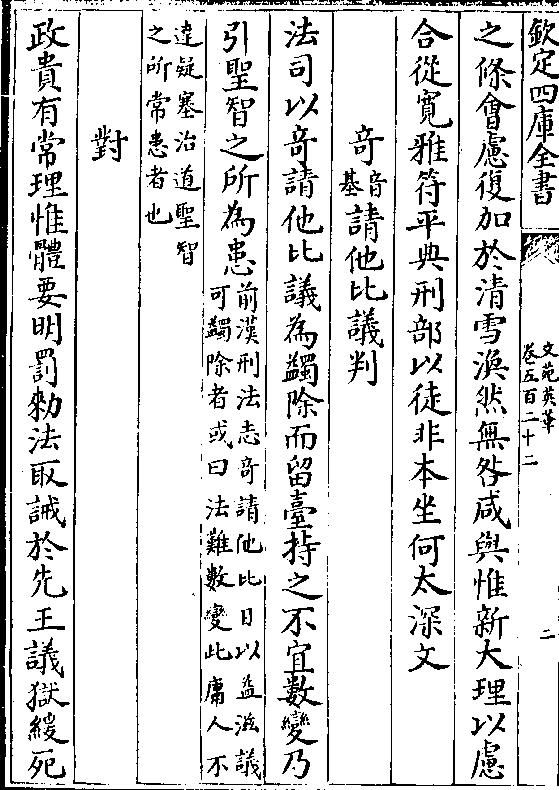 欽定四庫全書
文苑英華
卷五百二十二
二
之條會慮復加於清雪渙然無咎咸與惟新大理以慮
合從寛雅符平典刑部以徒非本坐何太深文
竒音基請他比議判
法司以竒請他比議為蠲除而留臺持之不宜數變乃
引聖智之所為患前漢刑法志竒請他比日以益滋議
可蠲除者或曰法難數變此庸人不
違疑塞治道聖智
之所常患者也
對
政貴有常理惟體要明罰勑法取誡於先王議獄緩死